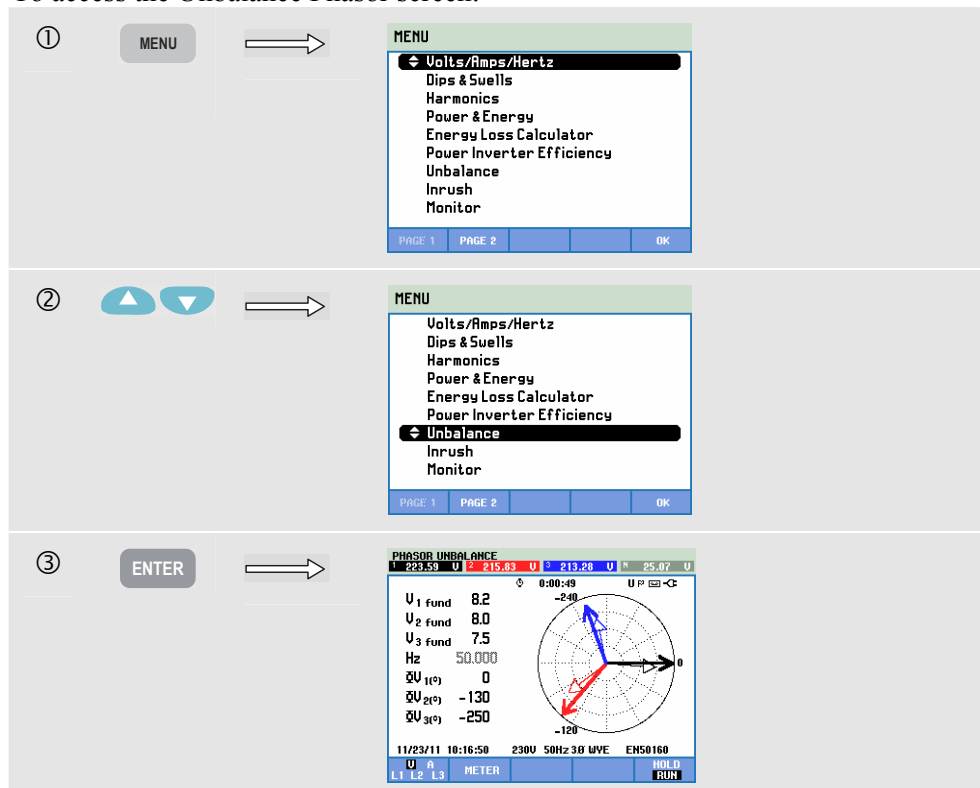 To access the Unbalance Phasor screen:
① MENU
MENU
Volts/Amps/Hertz
Dips & Swells
Harmonics
Power & Energy
Energy Loss Calculator
Power Inverter Efficiency
Unbalance
Inrush
Monitor
PAGE 1 PAGE 2 OK
②
MENU
Volts/Amps/Hertz
Dips & Swells
Harmonics
Power & Energy
Energy Loss Calculator
Power Inverter Efficiency
Unbalance
Inrush
Monitor
PAGE 1 PAGE 2 OK
③ ENTER
PHASOR UNBALANCE
1 223.59 V 2 215.83 V 3 213.28 V N 25.07 V
0:00:49 U
V1 fund 8.2
V2 fund 8.0
V3 fund 7.5
Hz 50.000
ΦV1(°) 0
ΦV2(°) -130
ΦV3(°) -250
-240
0
-120
11/23/11 10:16:50 230V 50Hz 3Ø WYE EN50160
V A
L1 L2 L3 METER HOLD
RUN